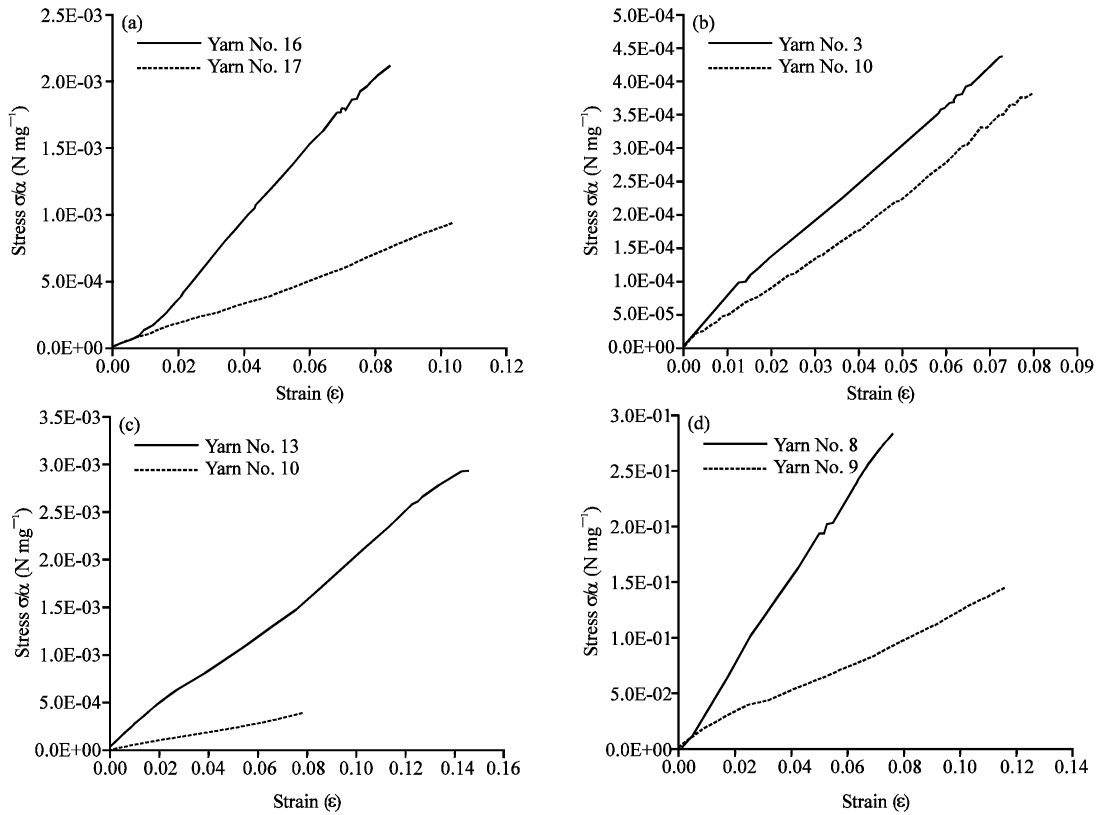 (a)
Yarn No. 16
Yarn No. 17
2.5E-03
2.0E-03
1.5E-03
1.0E-03
5.0E-04
0.0E+00
Stress σ/α (N mg⁻¹)
0.00 0.02 0.04 0.06 0.08 0.10 0.12
Strain (ε)
(b)
Yarn No. 3
Yarn No. 10
5.0E-04
4.5E-04
4.0E-04
3.5E-04
3.0E-04
2.5E-04
2.0E-04
1.5E-04
1.0E-04
5.0E-05
0.0E+00
Stress σ/α (N mg⁻¹)
0.00 0.01 0.02 0.03 0.04 0.05 0.06 0.07 0.08 0.09
Strain (ε)
(c)
Yarn No. 13
Yarn No. 10
3.5E-03
3.0E-03
2.5E-03
2.0E-03
1.5E-03
1.0E-03
5.0E-04
0.0E+00
Stress σ/α (N mg⁻¹)
0.00 0.02 0.04 0.06 0.08 0.10 0.12 0.14 0.16
Strain (ε)
(d)
Yarn No. 8
Yarn No. 9
3.0E-01
2.5E-01
2.0E-01
1.5E-01
1.0E-01
5.0E-02
0.0E+00
Stress σ/α (N mg⁻¹)
0.00 0.02 0.04 0.06 0.08 0.10 0.12 0.14
Strain (ε)